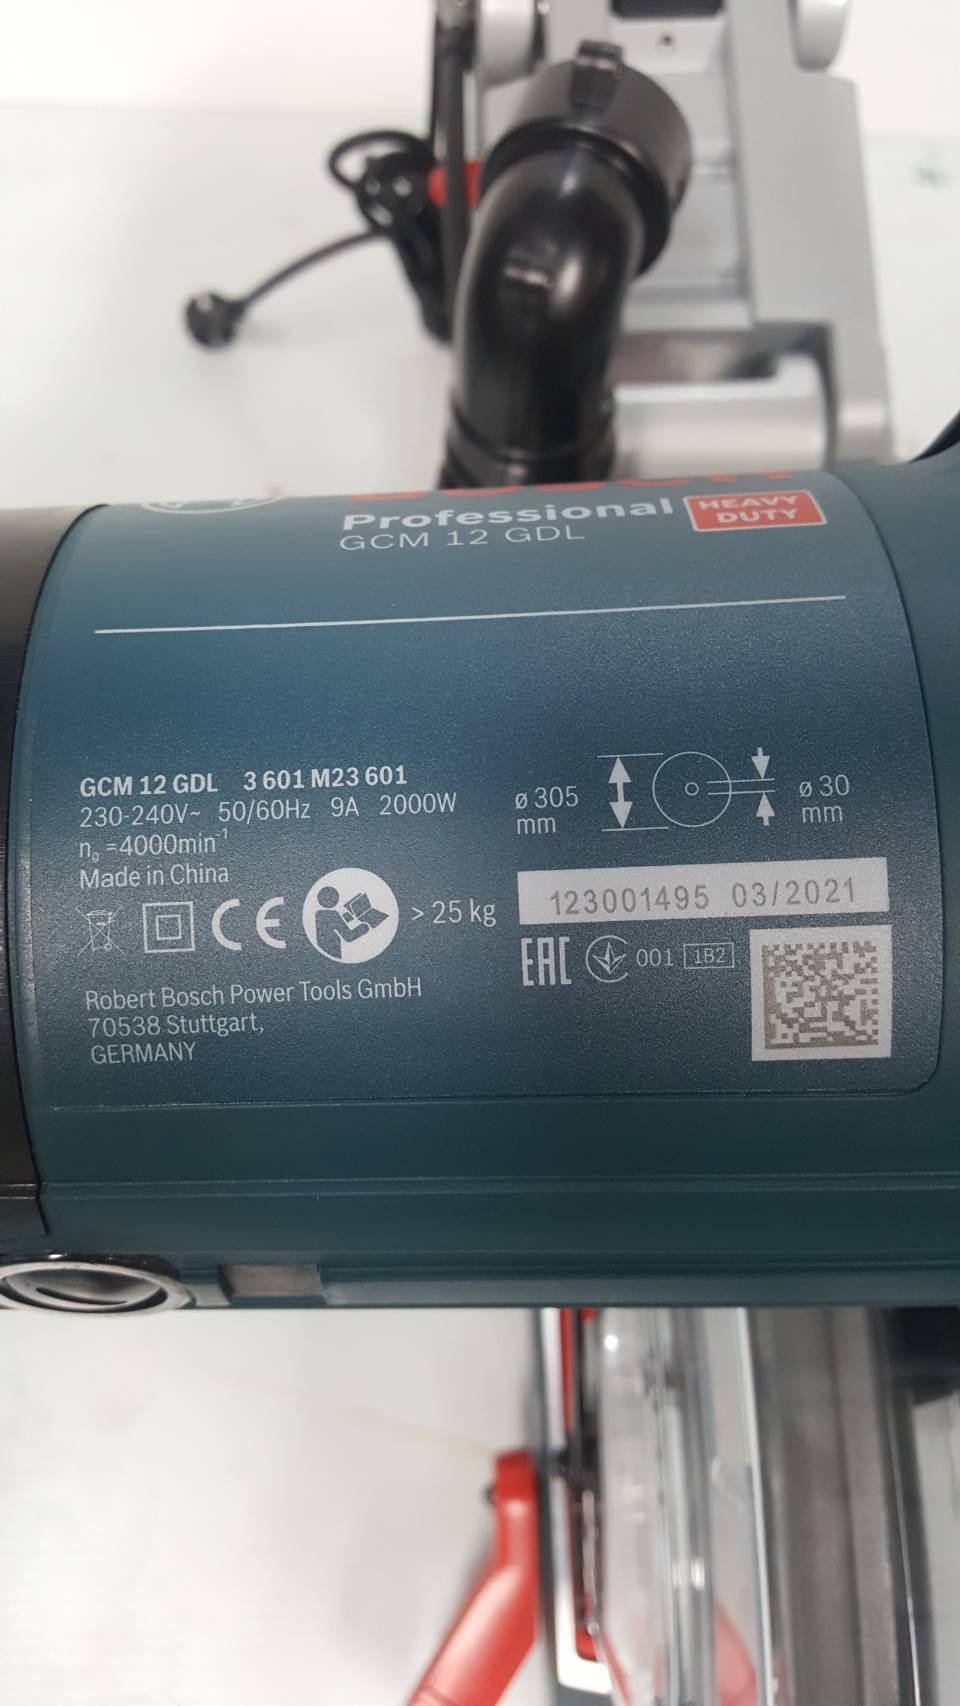 BOSCH
Professional HEAVY DUTY
GCM 12 GDL
GCM 12 GDL 3 601 M23 601
230-240V~ 50/60Hz 9A 2000W
n₀ =4000min⁻¹
Made in China
ø 305 mm
ø 30 mm
CE
> 25 kg
123001495 03/2021
EAC 001 1B2
Robert Bosch Power Tools GmbH
70538 Stuttgart,
GERMANY